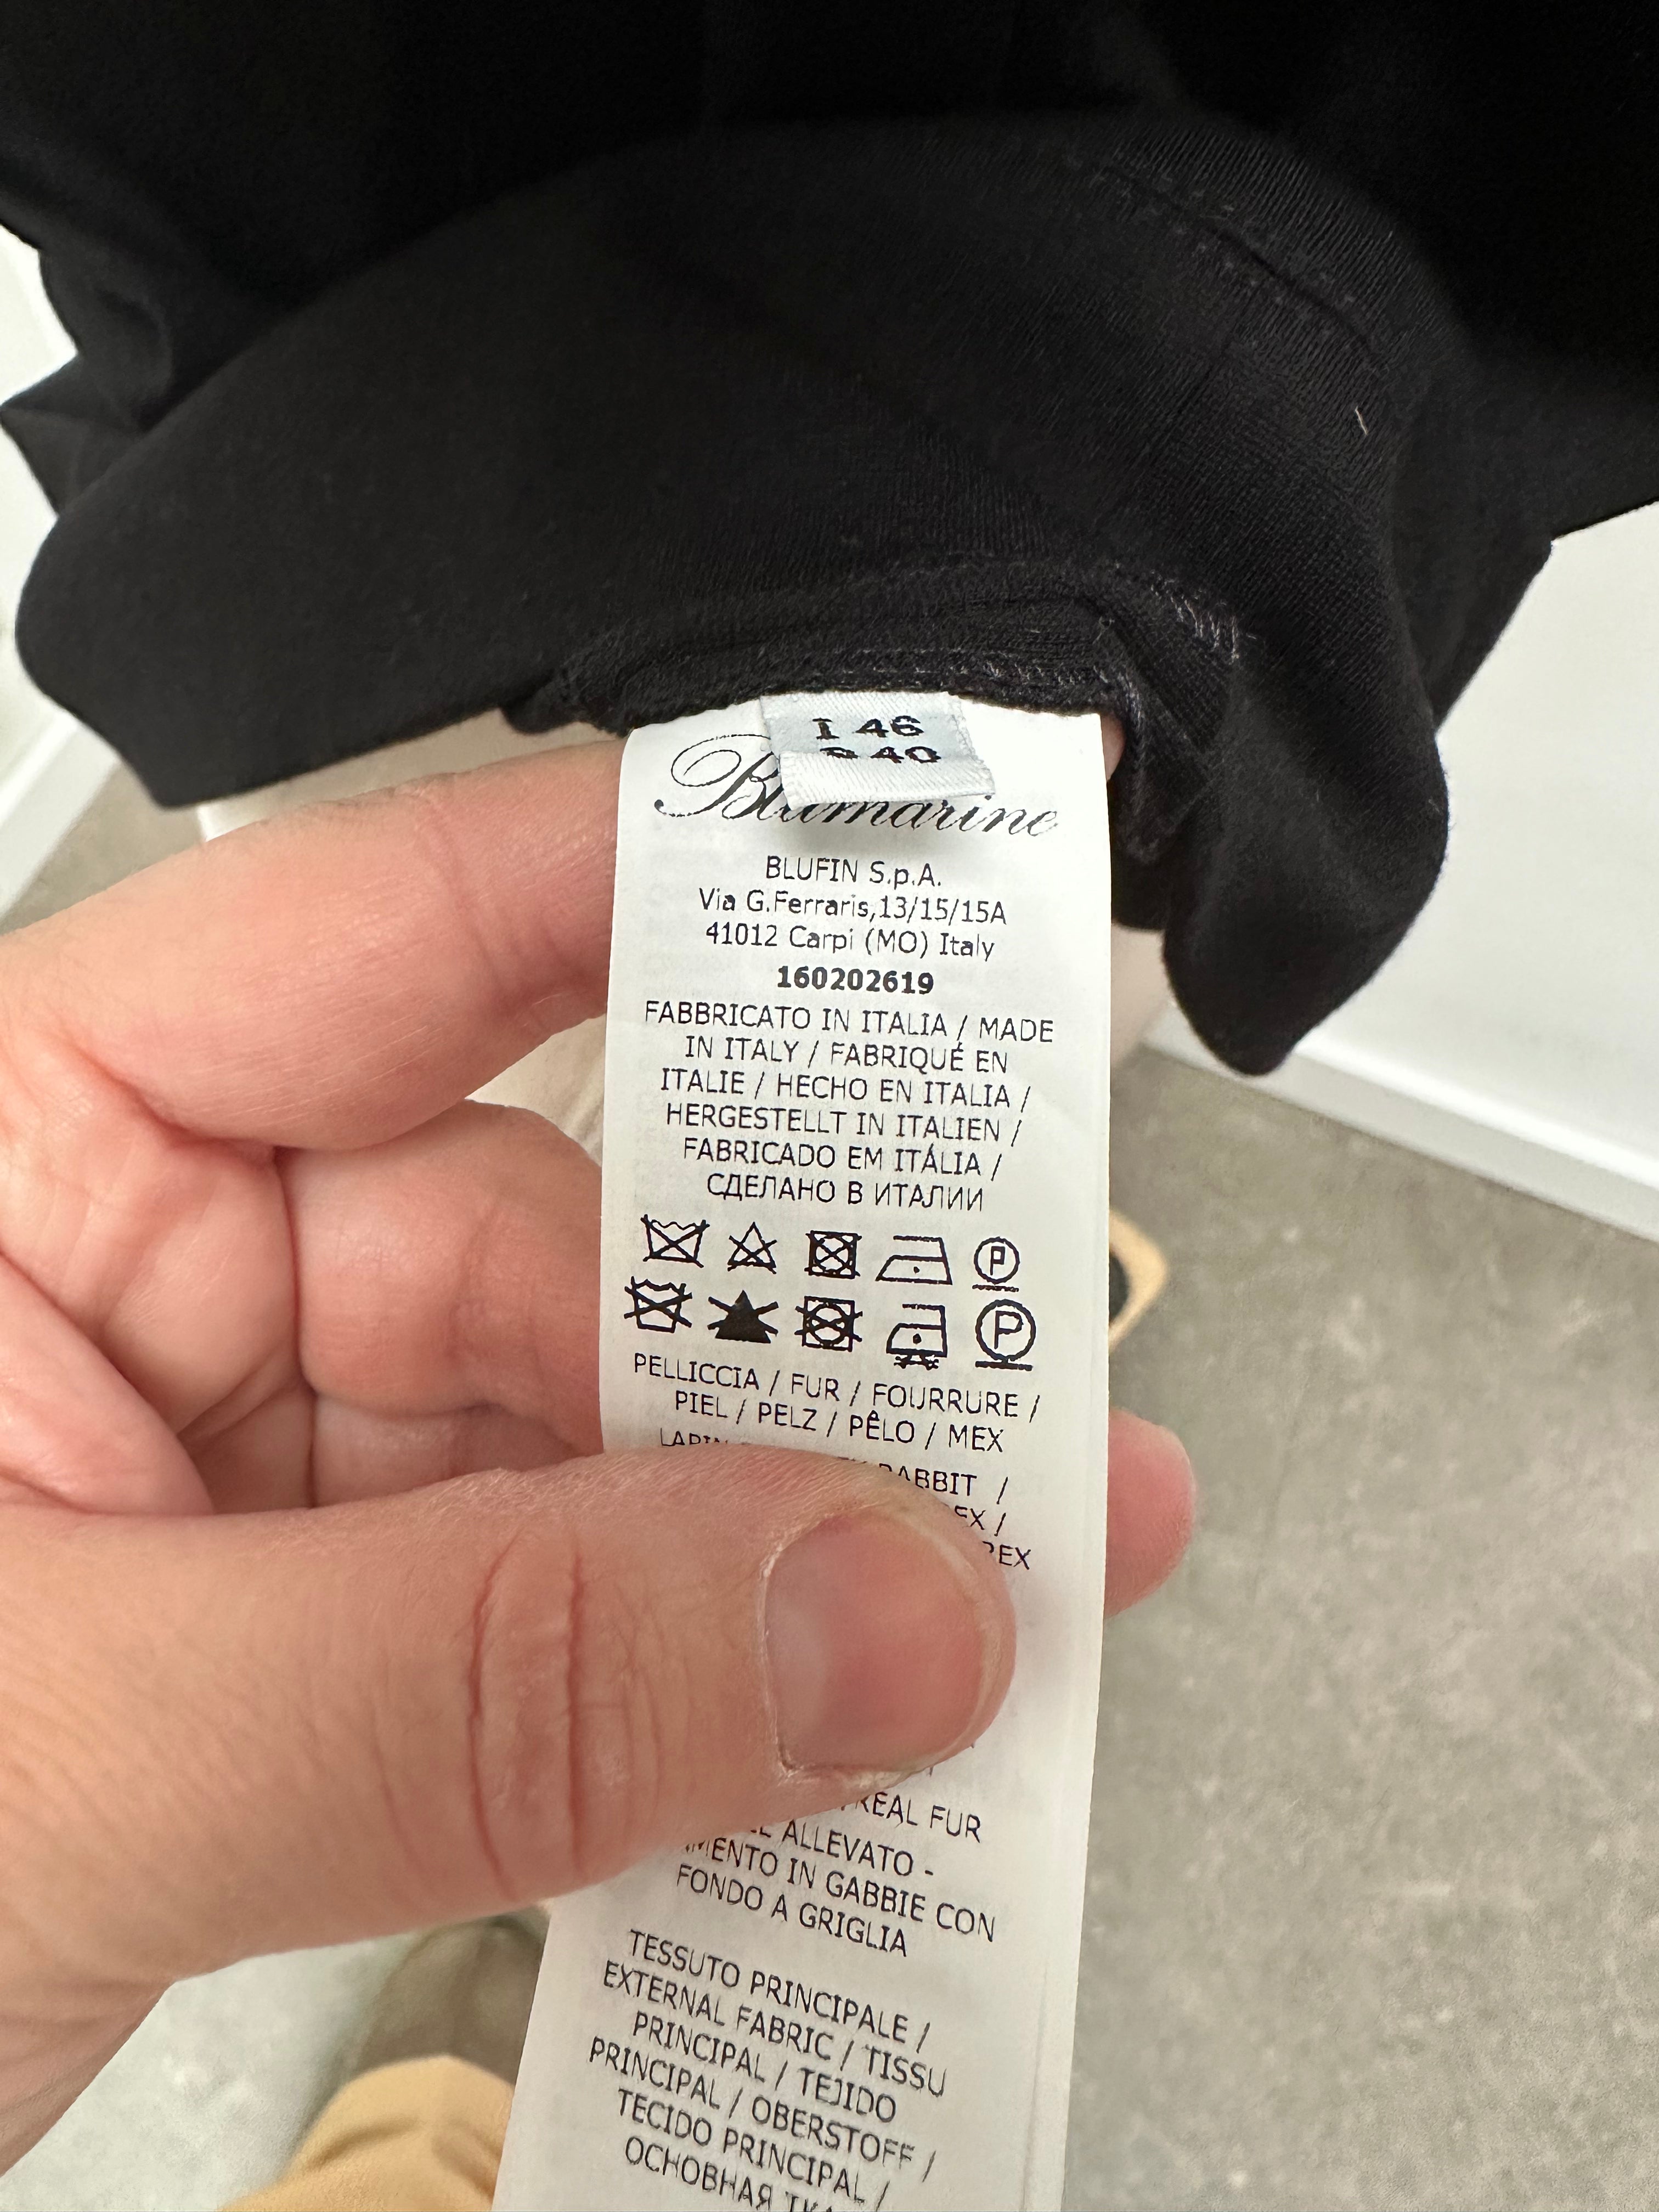 I 46
40
Blumarine
BLUFIN S.p.A.
Via G.Ferraris,13/15/15A
41012 Carpi (MO) Italy
160202619
FABBRICATO IN ITALIA / MADE
IN ITALY / FABRIQUÉ EN
ITALIE / HECHO EN ITALIA /
HERGESTELLT IN ITALIEN /
FABRICADO EM ITÁLIA /
СДЕЛАНО В ИТАЛИИ
P
P
PELLICCIA / FUR / FOURRURE /
PIEL / PELZ / PÊLO / MEX
RABBIT /
/
REAL FUR
ALLEVATO -
IN GABBIE CON
FONDO A GRIGLIA
TESSUTO PRINCIPALE /
EXTERNAL FABRIC / TISSU
PRINCIPAL / TEJIDO
PRINCIPAL / OBERSTOFF /
TECIDO PRINCIPAL /
ОСНОВНАЯ